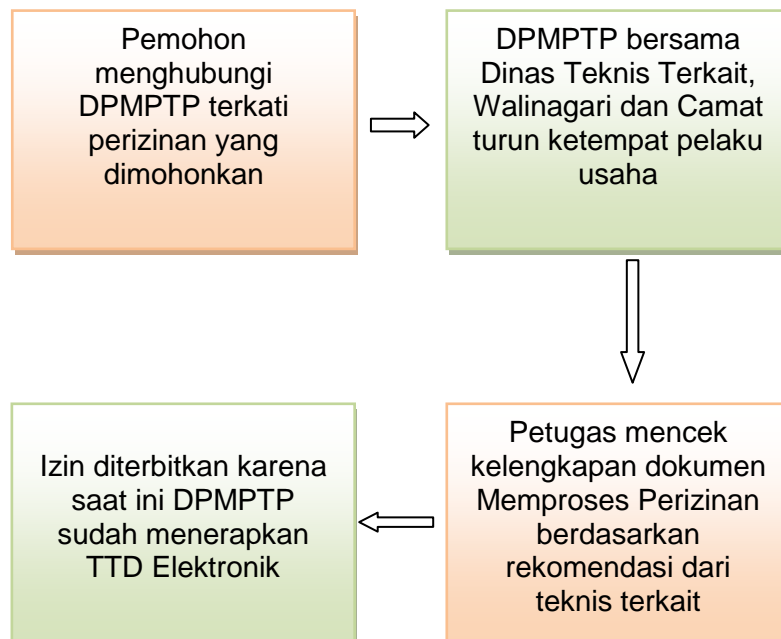 Pemohon
menghubungi
DPMPTP terkati
perizinan yang
dimohonkan
DPMPTP bersama
Dinas Teknis Terkait,
Walinagari dan Camat
turun ketempat pelaku
usaha
Petugas mencek
kelengkapan dokumen
Memproses Perizinan
berdasarkan
rekomendasi dari
teknis terkait
Izin diterbitkan karena
saat ini DPMPTP
sudah menerapkan
TTD Elektronik